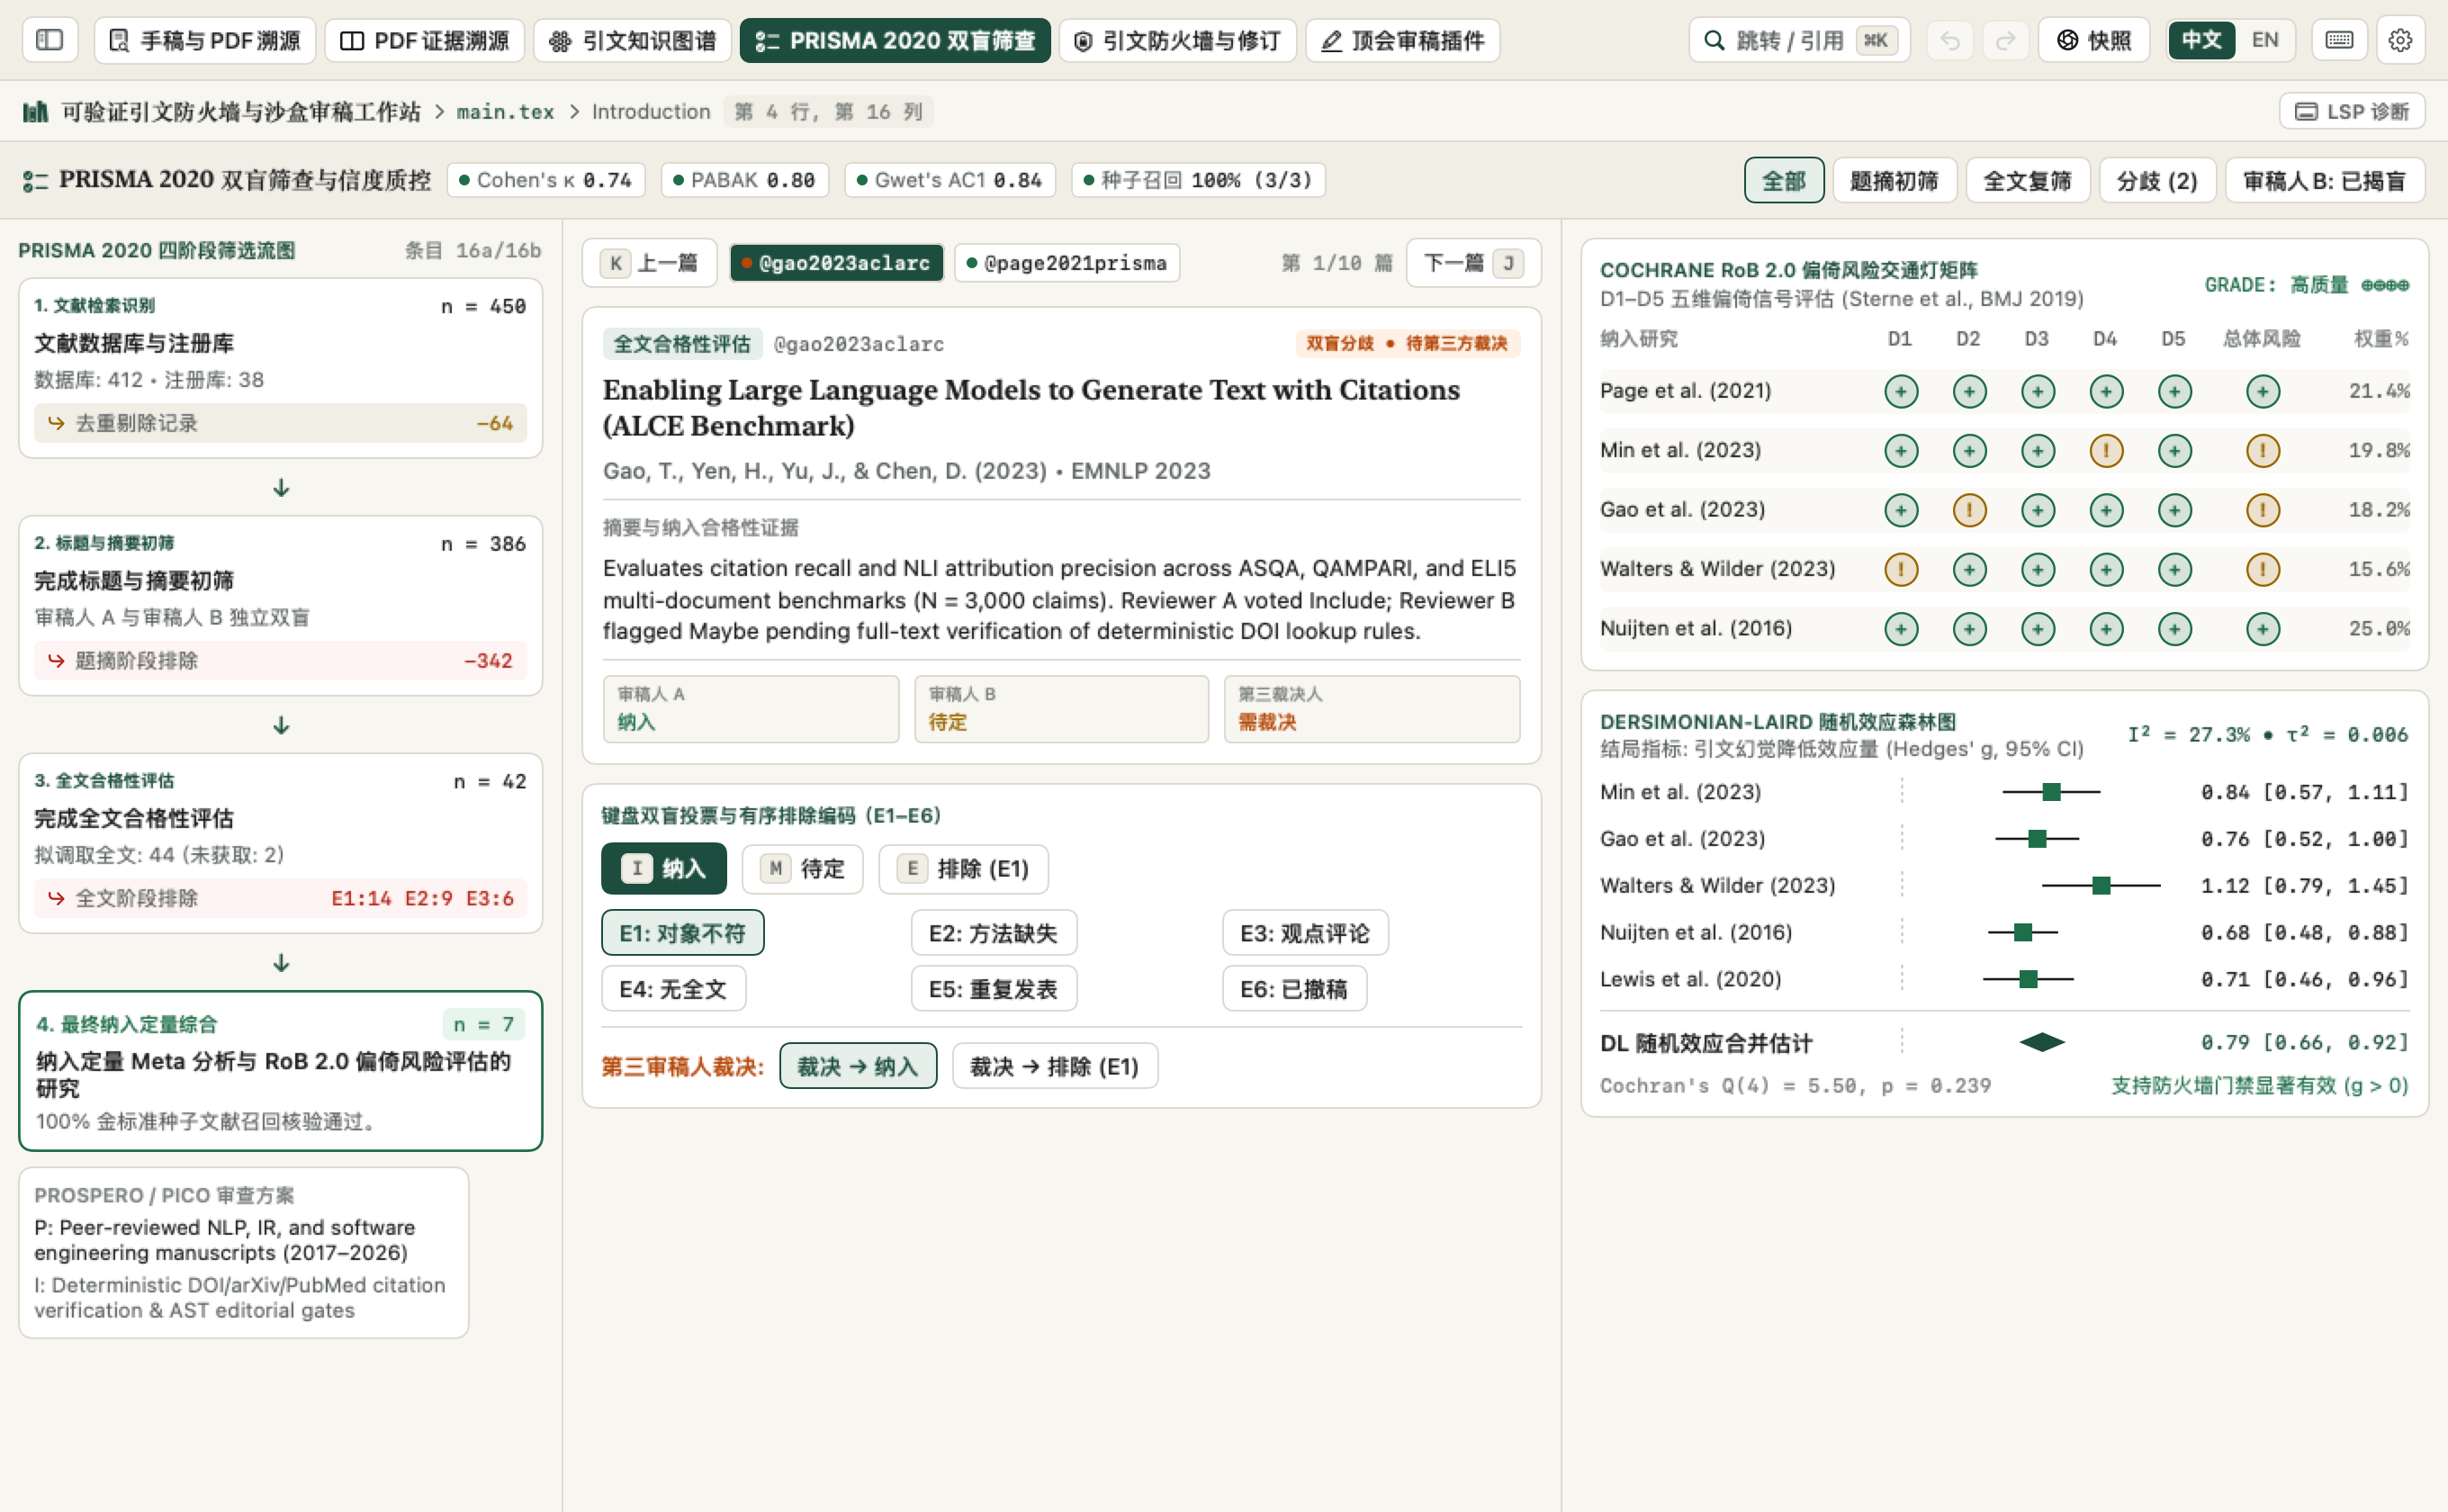 手稿与 PDF 溯源
PDF 证据溯源
引文知识图谱
PRISMA 2020 双盲筛查
引文防火墙与修订
顶会审稿插件
跳转 / 引用 ⌘K
快照
中文
EN
可验证引文防火墙与沙盒审稿工作站 > main.tex > Introduction 第 4 行, 第 16 列
LSP 诊断
PRISMA 2020 双盲筛查与信度质控
Cohen's κ 0.74
PABAK 0.80
Gwet's AC1 0.84
种子召回 100% (3/3)
全部
题摘初筛
全文复筛
分歧 (2)
审稿人 B: 已揭盲
PRISMA 2020 四阶段筛选流图 条目 16a/16b
1. 文献检索识别 n = 450
文献数据库与注册库
数据库: 412 • 注册库: 38
↪ 去重剔除记录 −64
↓
2. 标题与摘要初筛 n = 386
完成标题与摘要初筛
审稿人 A 与审稿人 B 独立双盲
↪ 题摘阶段排除 −342
↓
3. 全文合格性评估 n = 42
完成全文合格性评估
拟调取全文: 44 (未获取: 2)
↪ 全文阶段排除 E1:14 E2:9 E3:6
↓
4. 最终纳入定量综合 n = 7
纳入定量 Meta 分析与 RoB 2.0 偏倚风险评估的
研究
100% 金标准种子文献召回核验通过。
PROSPERO / PICO 审查方案
P: Peer-reviewed NLP, IR, and software
engineering manuscripts (2017–2026)
I: Deterministic DOI/arXiv/PubMed citation
verification & AST editorial gates
K 上一篇
@gao2023aclarc
@page2021prisma
第 1/10 篇
下一篇 J
全文合格性评估 @gao2023aclarc
双盲分歧 • 待第三方裁决
Enabling Large Language Models to Generate Text with Citations
(ALCE Benchmark)
Gao, T., Yen, H., Yu, J., & Chen, D. (2023) • EMNLP 2023
摘要与纳入合格性证据
Evaluates citation recall and NLI attribution precision across ASQA, QAMPARI, and ELI5
multi-document benchmarks (N = 3,000 claims). Reviewer A voted Include; Reviewer B
flagged Maybe pending full-text verification of deterministic DOI lookup rules.
审稿人 A
纳入
审稿人 B
待定
第三裁决人
需裁决
键盘双盲投票与有序排除编码 (E1–E6)
I 纳入
M 待定
E 排除 (E1)
E1: 对象不符
E2: 方法缺失
E3: 观点评论
E4: 无全文
E5: 重复发表
E6: 已撤稿
第三审稿人裁决:
裁决 → 纳入
裁决 → 排除 (E1)
COCHRANE RoB 2.0 偏倚风险交通灯矩阵
D1–D5 五维偏倚信号评估 (Sterne et al., BMJ 2019)
GRADE: 高质量 ⊕⊕⊕⊕
纳入研究 D1 D2 D3 D4 D5 总体风险 权重%
Page et al. (2021) + + + + + + 21.4%
Min et al. (2023) + + + ! + ! 19.8%
Gao et al. (2023) + ! + + + ! 18.2%
Walters & Wilder (2023) ! + + + + ! 15.6%
Nuijten et al. (2016) + + + + + + 25.0%
DERSIMONIAN-LAIRD 随机效应森林图
结局指标: 引文幻觉降低效应量 (Hedges' g, 95% CI)
I² = 27.3% • τ² = 0.006
Min et al. (2023) 0.84 [0.57, 1.11]
Gao et al. (2023) 0.76 [0.52, 1.00]
Walters & Wilder (2023) 1.12 [0.79, 1.45]
Nuijten et al. (2016) 0.68 [0.48, 0.88]
Lewis et al. (2020) 0.71 [0.46, 0.96]
DL 随机效应合并估计 0.79 [0.66, 0.92]
Cochran's Q(4) = 5.50, p = 0.239
支持防火墙门禁显著有效 (g > 0)